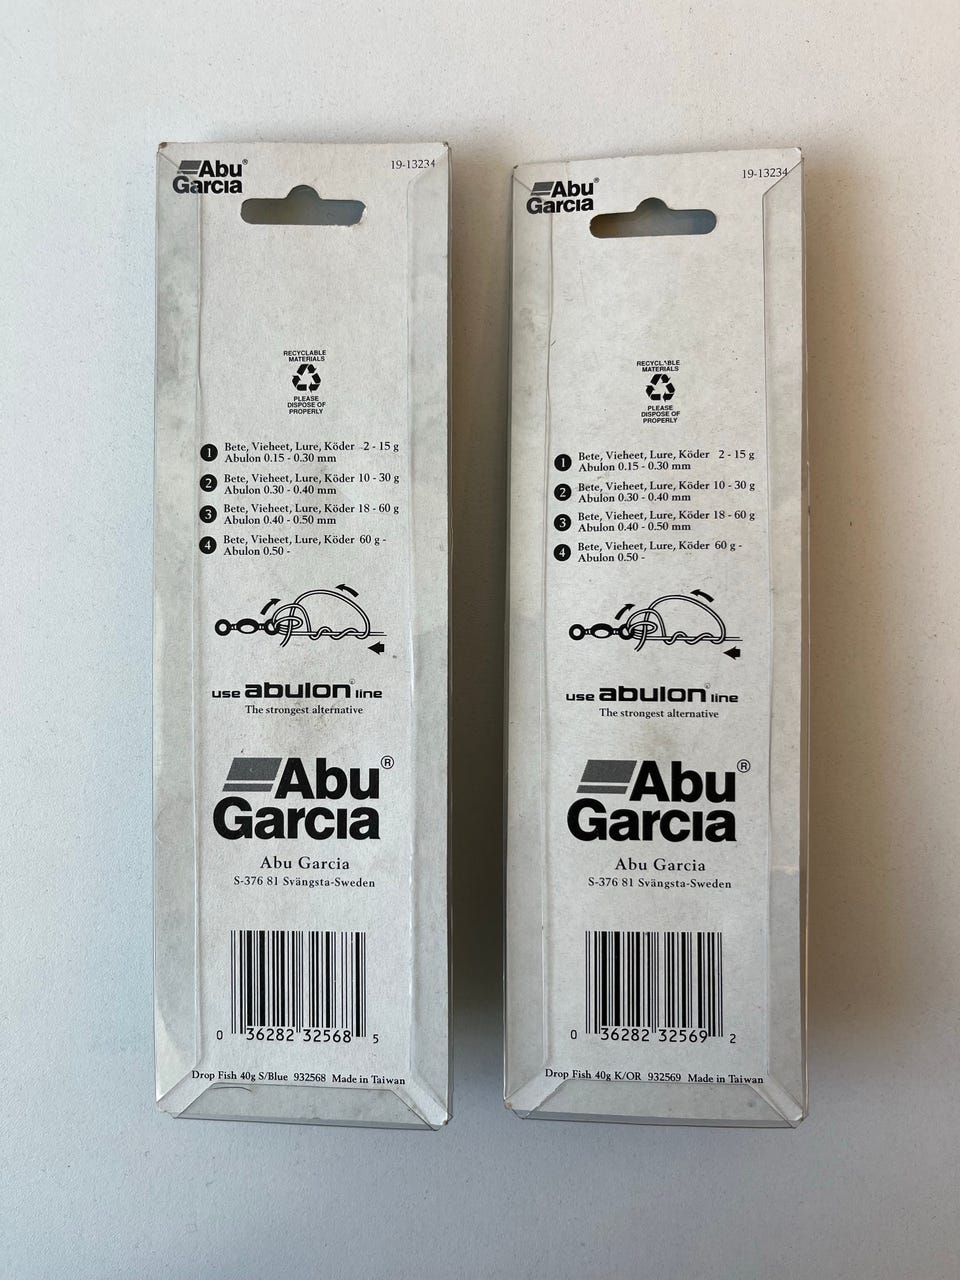 Abu®
Garcia
19-13234
RECYCLABLE
MATERIALS
PLEASE
DISPOSE OF
PROPERLY
1 Bete, Vieheet, Lure, Köder 2 - 15 g
Abulon 0.15 - 0.30 mm
2 Bete, Vieheet, Lure, Köder 10 - 30 g
Abulon 0.30 - 0.40 mm
3 Bete, Vieheet, Lure, Köder 18 - 60 g
Abulon 0.40 - 0.50 mm
4 Bete, Vieheet, Lure, Köder 60 g -
Abulon 0.50 -
use abulon® line
The strongest alternative
Abu®
Garcia
Abu Garcia
S-376 81 Svängsta-Sweden
0 36282 32568 5
Drop Fish 40g S/Blue 932568 Made in Taiwan
Abu®
Garcia
19-13234
RECYCLABLE
MATERIALS
PLEASE
DISPOSE OF
PROPERLY
1 Bete, Vieheet, Lure, Köder 2 - 15 g
Abulon 0.15 - 0.30 mm
2 Bete, Vieheet, Lure, Köder 10 - 30 g
Abulon 0.30 - 0.40 mm
3 Bete, Vieheet, Lure, Köder 18 - 60 g
Abulon 0.40 - 0.50 mm
4 Bete, Vieheet, Lure, Köder 60 g -
Abulon 0.50 -
use abulon® line
The strongest alternative
Abu®
Garcia
Abu Garcia
S-376 81 Svängsta-Sweden
0 36282 32569 2
Drop Fish 40g K/OR 932569 Made in Taiwan